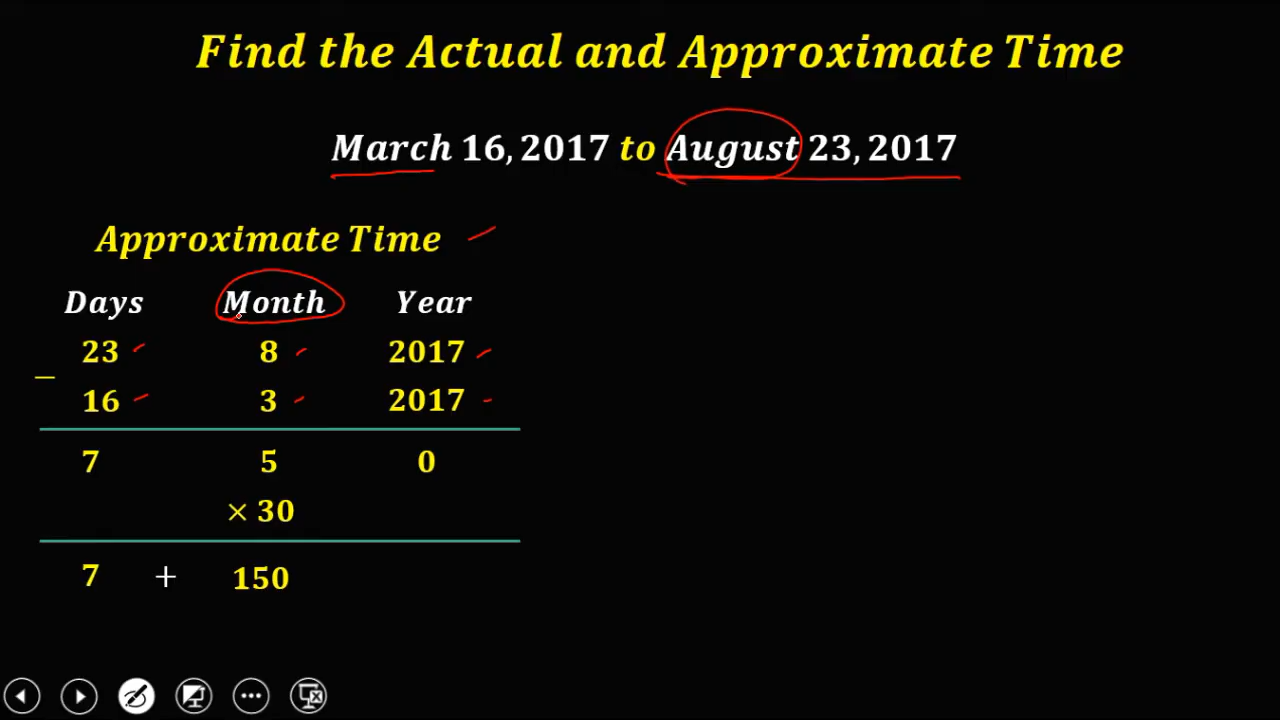 Find the Actual and Approximate Time
March 16, 2017 to August 23, 2017
Approximate Time
Days Month Year
23 8 2017
−
16 3 2017
7 5 0
× 30
7 + 150